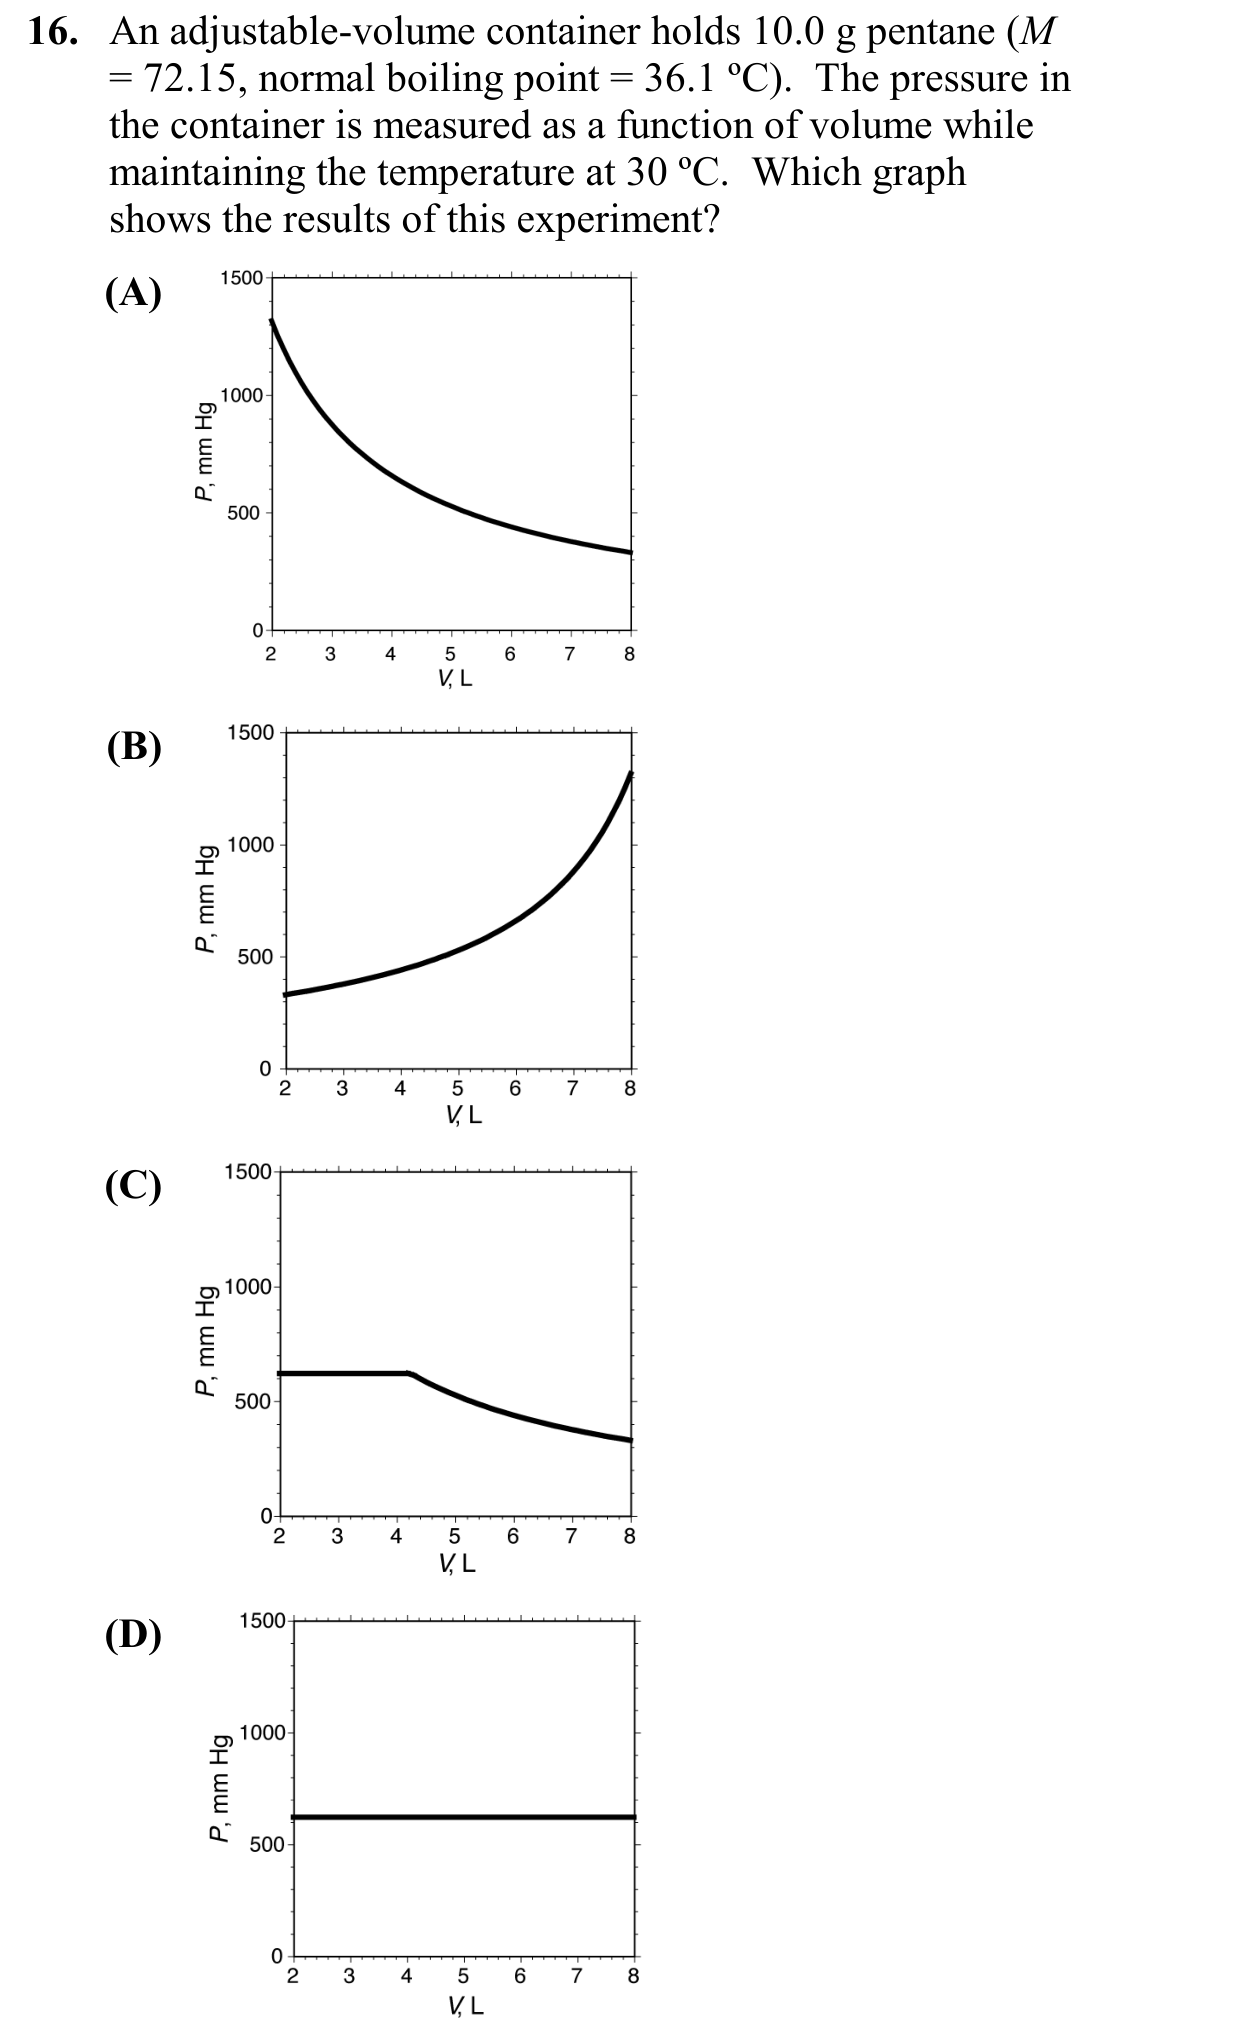 16. An adjustable-volume container holds 10.0 g pentane (M
= 72.15, normal boiling point = 36.1 ºC). The pressure in
the container is measured as a function of volume while
maintaining the temperature at 30 ºC. Which graph
shows the results of this experiment?
(A)
1500
1000
500
0
P, mm Hg
2 3 4 5 6 7 8
V, L
(B)
1500
1000
500
0
P, mm Hg
2 3 4 5 6 7 8
V, L
(C)
1500
1000
500
0
P, mm Hg
2 3 4 5 6 7 8
V, L
(D)
1500
1000
500
0
P, mm Hg
2 3 4 5 6 7 8
V, L